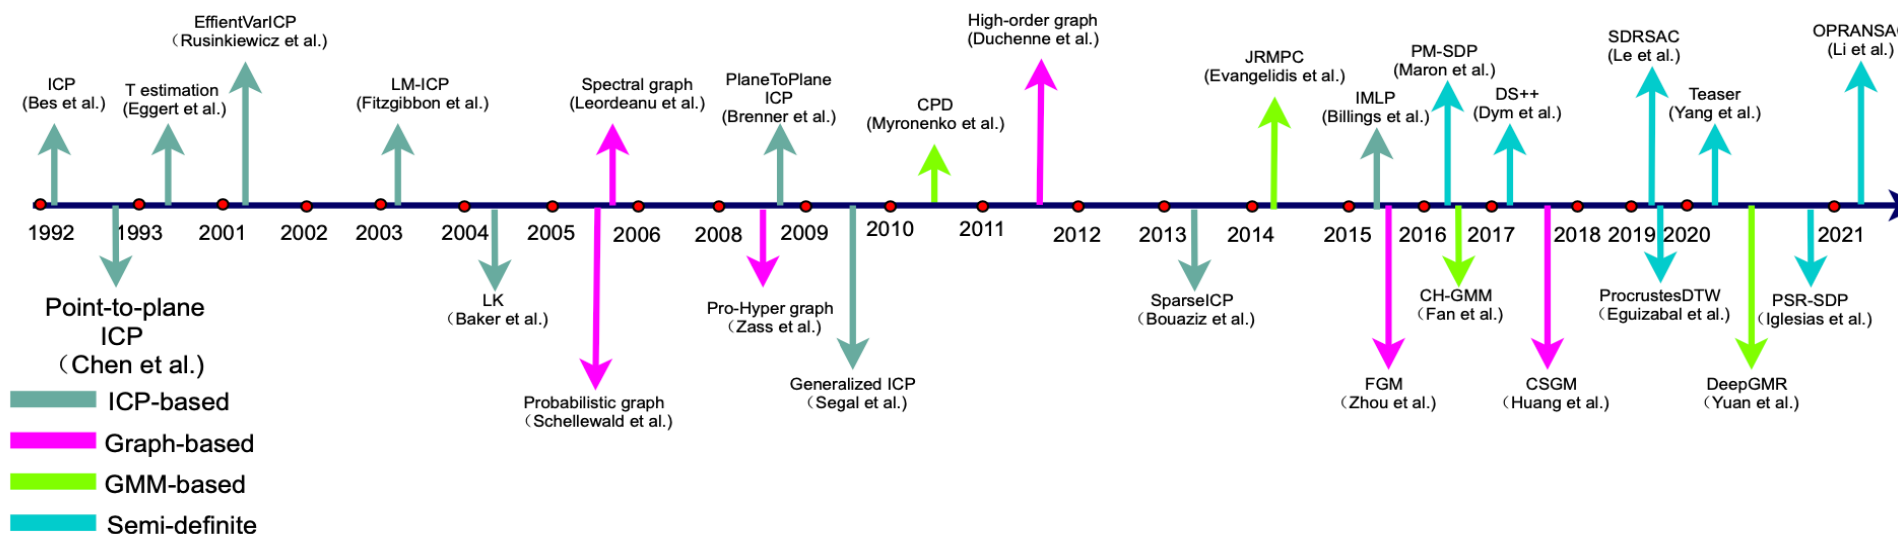 ICP
(Bes et al.)
T estimation
(Eggert et al.)
EffientVarICP
（Rusinkiewicz et al.)
LM-ICP
(Fitzgibbon et al.)
Spectral graph
(Leordeanu et al.)
PlaneToPlane
ICP
(Brenner et al.)
CPD
(Myronenko et al.)
High-order graph
(Duchenne et al.)
JRMPC
(Evangelidis et al.)
IMLP
(Billings et al.)
PM-SDP
(Maron et al.)
DS++
(Dym et al.)
SDRSAC
(Le et al.)
Teaser
(Yang et al.)
OPRANSAC
(Li et al.)
1992 1993 2001 2002 2003 2004 2005 2006 2008 2009 2010 2011 2012 2013 2014 2015 2016 2017 2018 2019 2020 2021
Point-to-plane
ICP
（Chen et al.)
LK
(Baker et al.)
Probabilistic graph
（Schellewald et al.)
Pro-Hyper graph
（Zass et al.)
Generalized ICP
（Segal et al.)
SparseICP
（Bouaziz et al.)
FGM
（Zhou et al.)
CH-GMM
（Fan et al.)
CSGM
（Huang et al.)
ProcrustesDTW
（Eguizabal et al.)
DeepGMR
（Yuan et al.)
PSR-SDP
（Iglesias et al.)
ICP-based
Graph-based
GMM-based
Semi-definite